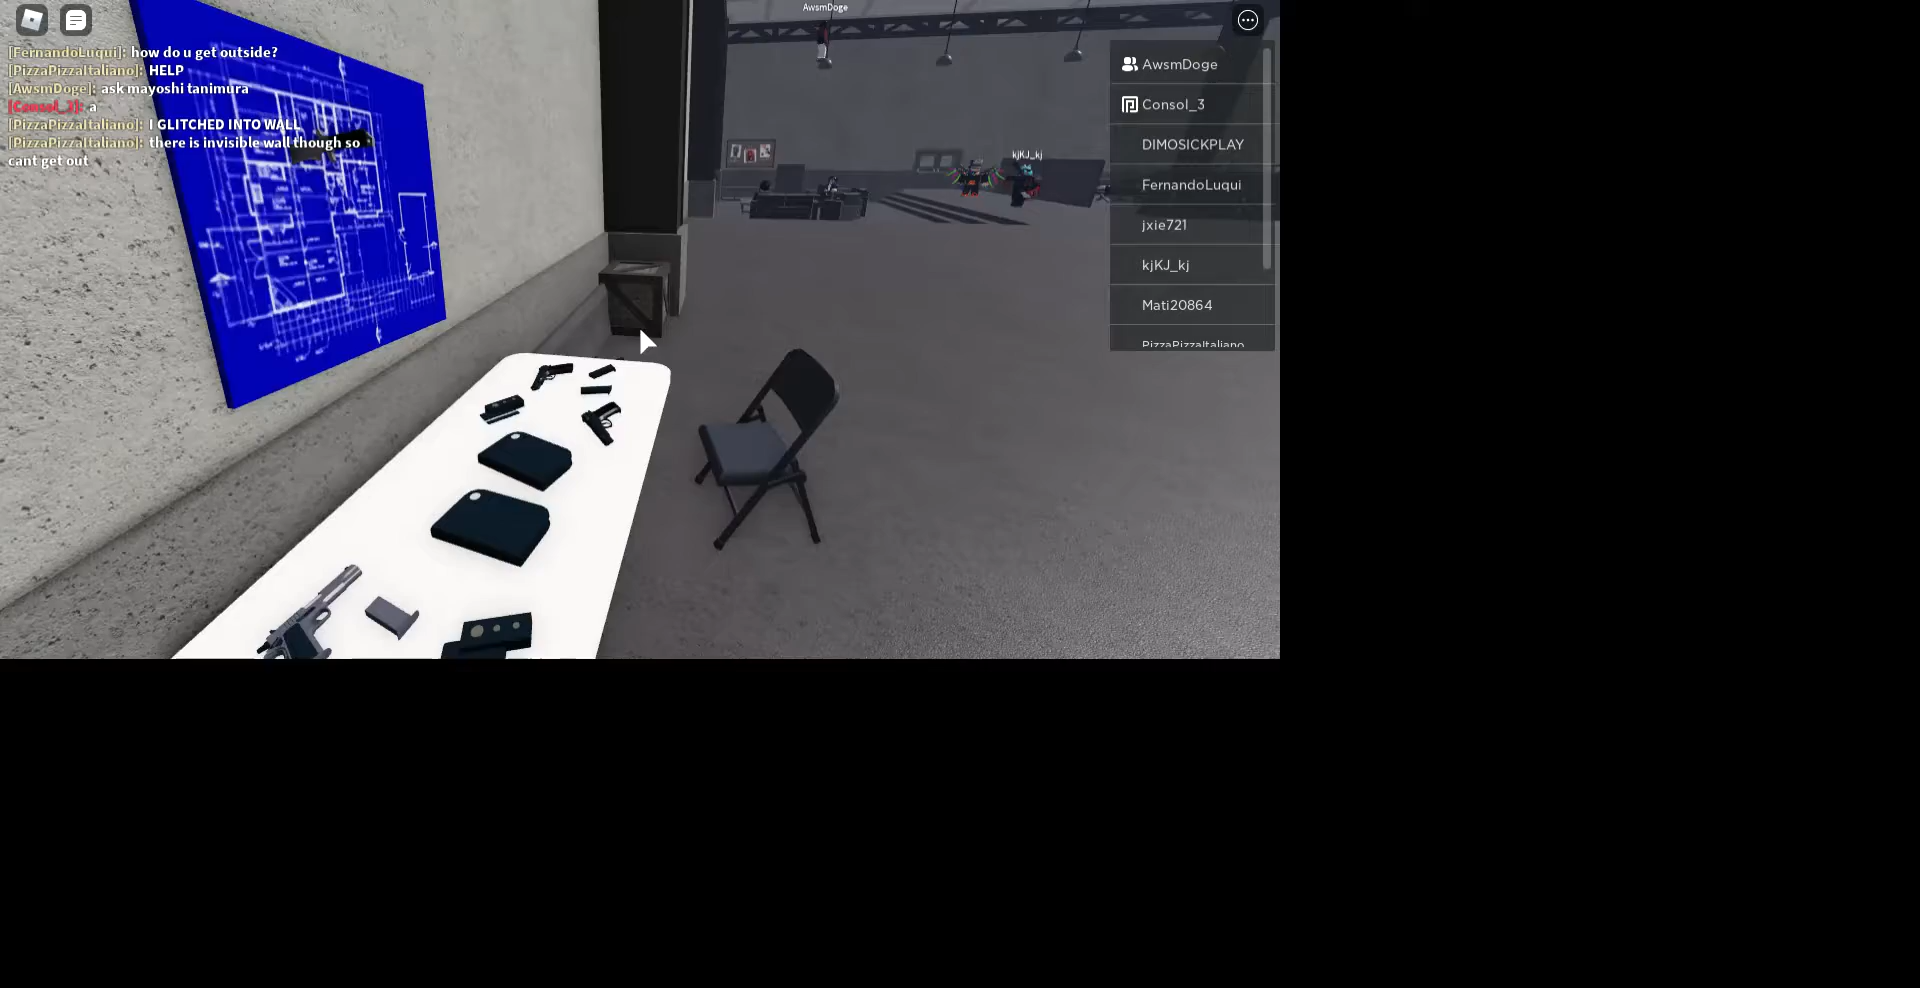 AwsmDoge
[FernandoLuqui]: how do u get outside?
[PizzaPizzaItaliano]: HELP
[AwsmDoge]: ask mayoshi tanimura
[Consol_3]: a
[PizzaPizzaItaliano]: I GLITCHED INTO WALL
[PizzaPizzaItaliano]: there is invisible wall though so
cant get out
kjKJ_kj
AwsmDoge
Consol_3
DIMOSICKPLAY
FernandoLuqui
jxie721
kjKJ_kj
Mati20864
PizzaPizzaItaliano